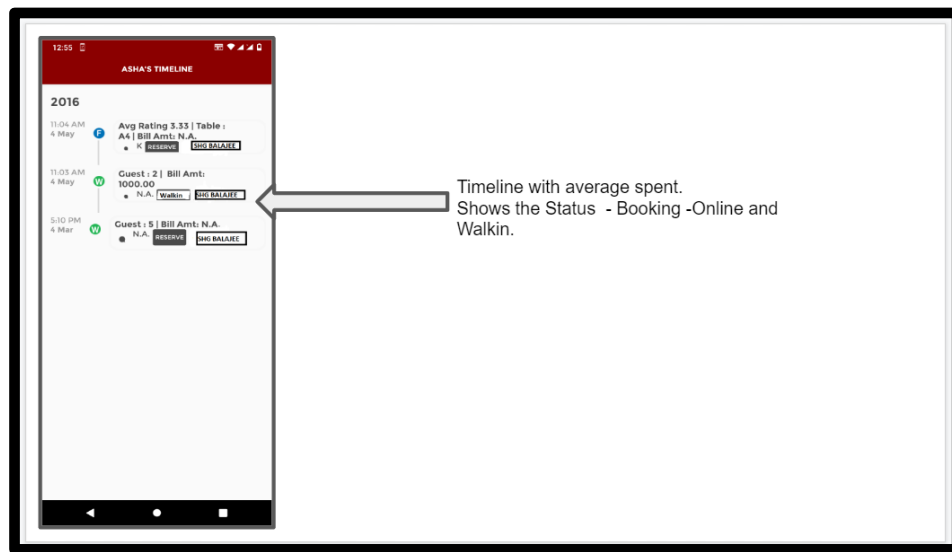 12:55
ASHA'S TIMELINE
2016
11:04 AM
4 May
F
Avg Rating 3.33 | Table :
A4 | Bill Amt: N.A.
K RESERVE SHG BALAJEE
11:03 AM
4 May
W
Guest : 2 | Bill Amt:
1000.00
N.A. Walkin SHG BALAJEE
5:10 PM
4 Mar
W
Guest : 5 | Bill Amt: N.A.
N.A. RESERVE SHG BALAJEE
Timeline with average spent.
Shows the Status - Booking -Online and
Walkin.